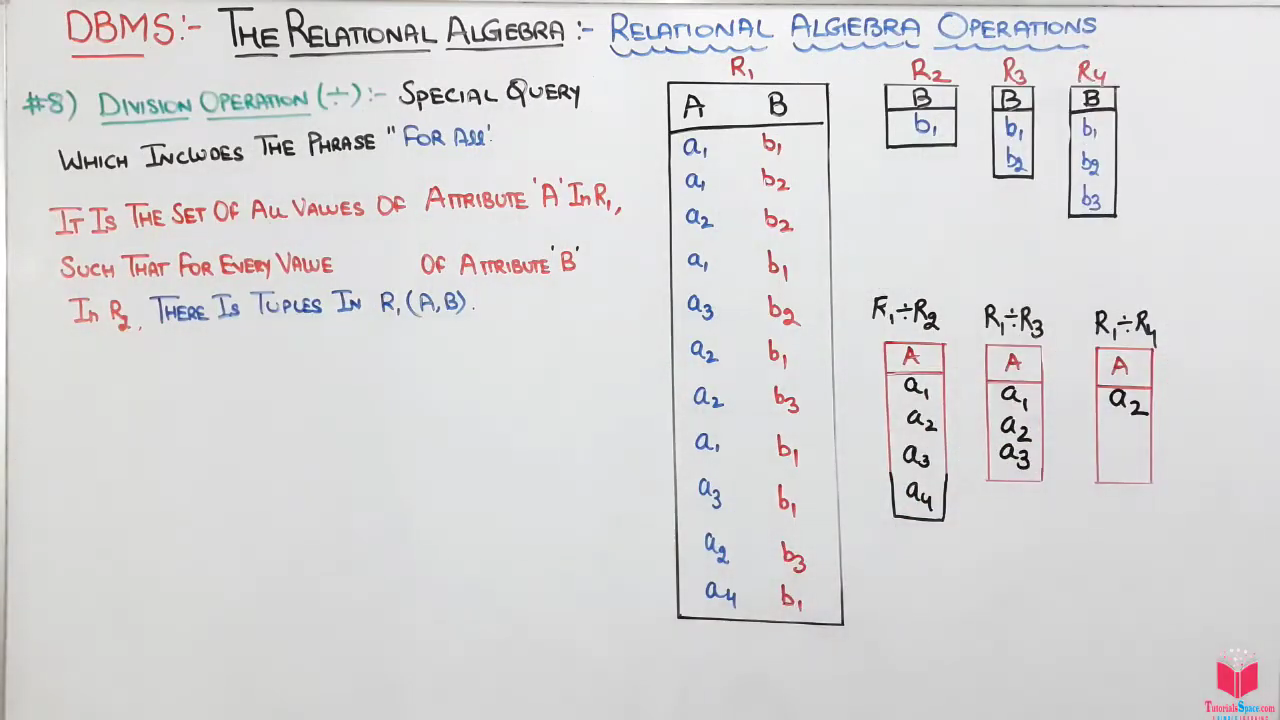 DBMS:- THE RELATIONAL ALGEBRA:- RELATIONAL ALGEBRA OPERATIONS
#8) DIVISION OPERATION (÷):- SPECIAL QUERY
WHICH INCLUDES THE PHRASE "FOR All'
IT IS THE SET OF ALL VALUES OF ATTRIBUTE 'A' In R₁,
SUCH THAT FOR EVERY VALUE OF ATTRIBUTE 'B'
In R₂, THERE IS TUPLES IN R₁(A,B).
R₁
A B
a₁ b₁
a₁ b₂
a₂ b₂
a₁ b₁
a₃ b₂
a₂ b₁
a₂ b₃
a₁ b₁
a₃ b₁
a₂ b₃
a₄ b₁
R₂
B
b₁
R₃
B
b₁
b₂
R₄
B
b₁
b₂
b₃
R₁÷R₂
A
a₁
a₂
a₃
a₄
R₁÷R₃
A
a₁
a₂
a₃
R₁÷R₄
A
a₂
TutorialsSpace.com